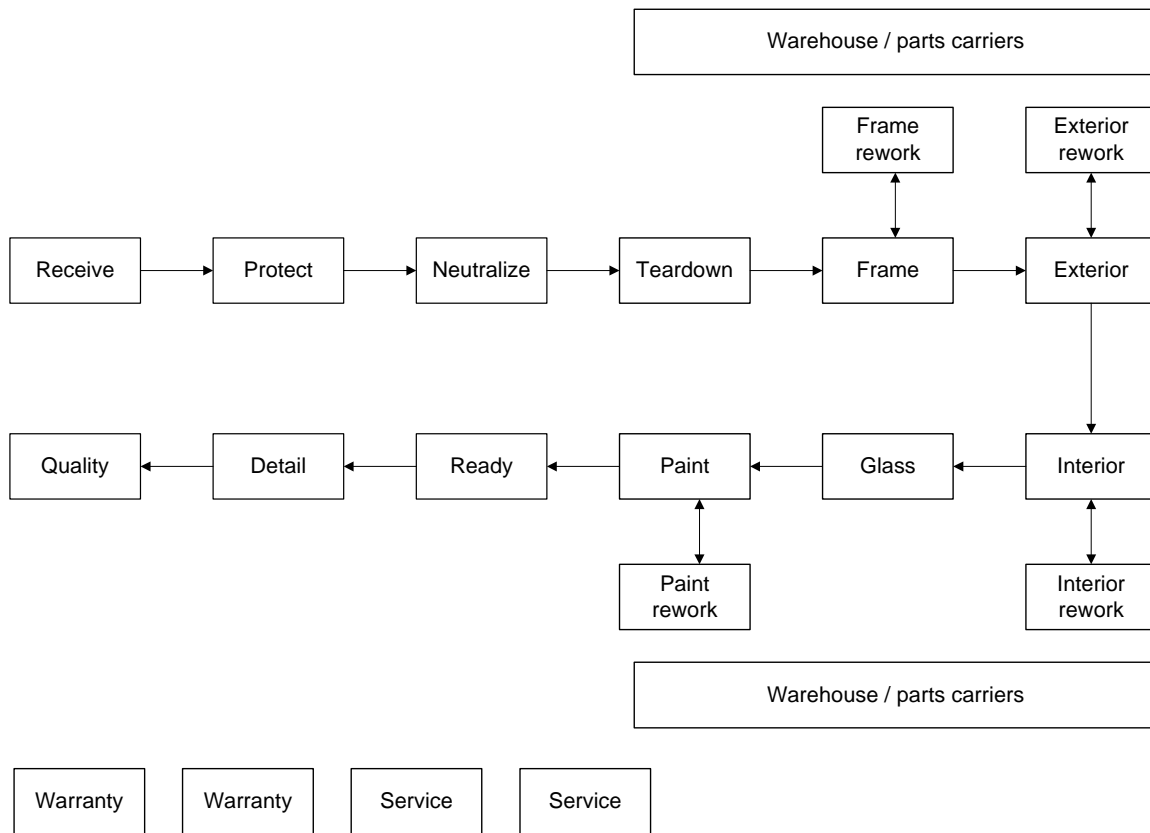 Warehouse / parts carriers
Frame
rework
Exterior
rework
Receive
Protect
Neutralize
Teardown
Frame
Exterior
Quality
Detail
Ready
Paint
Glass
Interior
Paint
rework
Interior
rework
Warehouse / parts carriers
Warranty
Warranty
Service
Service